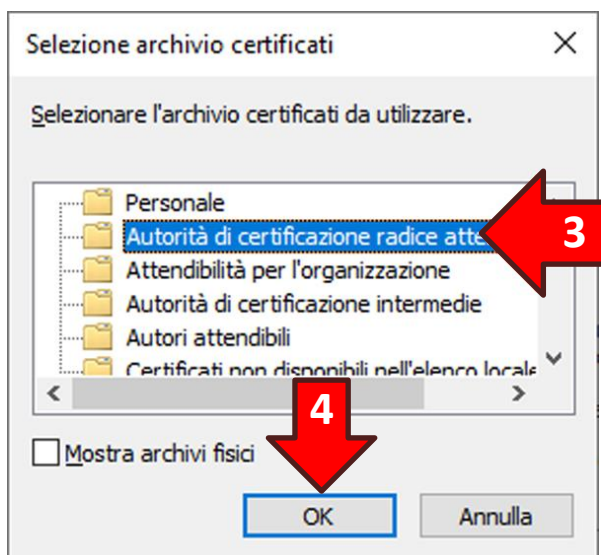 Selezione archivio certificati
Selezionare l'archivio certificati da utilizzare.
Personale
Autorità di certificazione radice
3
Attendibilità per l'organizzazione
Autorità di certificazione intermedie
Autori attendibili
Certificati non disponibili nell'elenco locale
4
Mostra archivi fisici
OK
Annulla